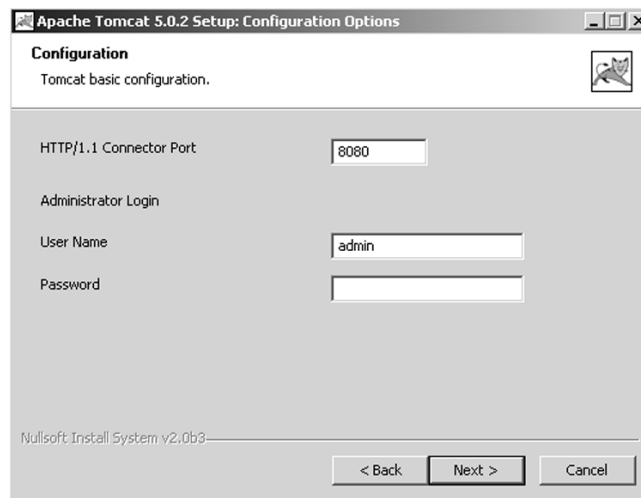 Apache Tomcat 5.0.2 Setup: Configuration Options
Configuration
Tomcat basic configuration.
HTTP/1.1 Connector Port 8080
Administrator Login
User Name admin
Password
Nullsoft Install System v2.0b3
< Back Next > Cancel